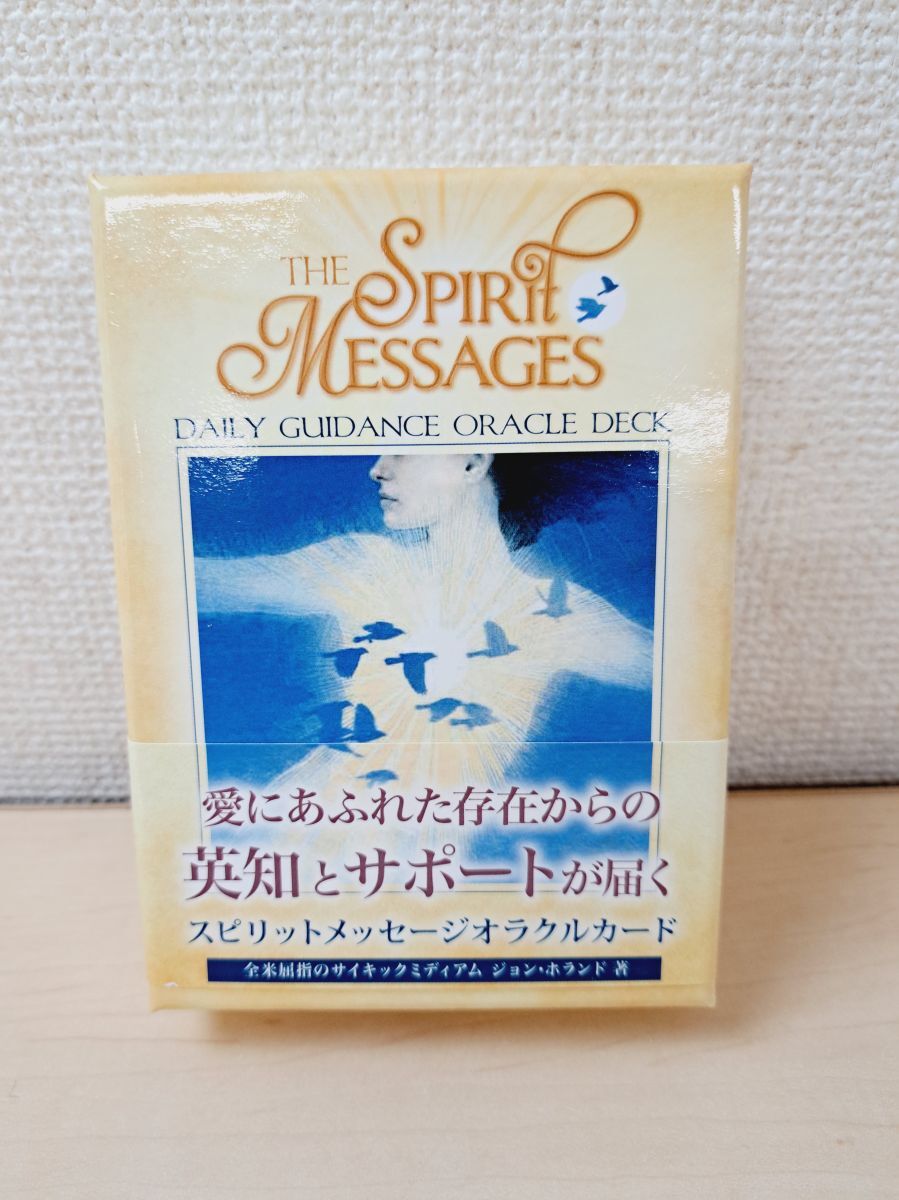 THE SPIRIT
MESSAGES
DAILY GUIDANCE ORACLE DECK
愛にあふれた存在からの
英知とサポートが届く
スピリットメッセージオラクルカード
全米屈指のサイキックミディアム ジョン・ホランド 著